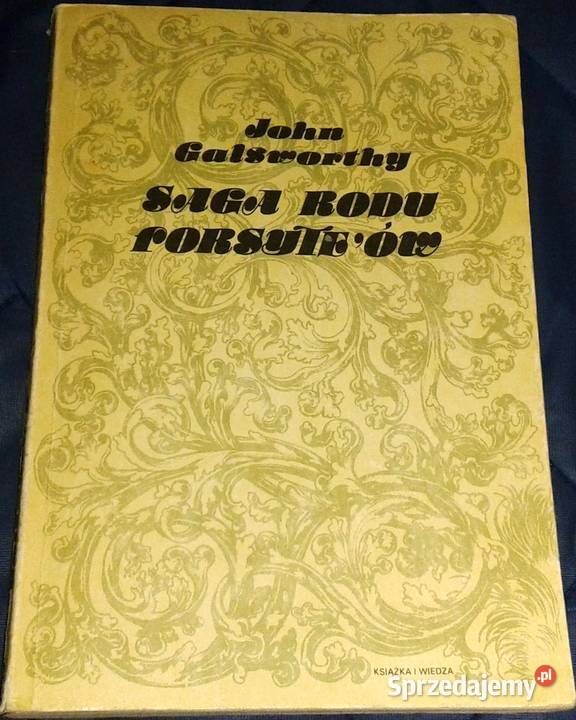 John
Galsworthy
SAGA RODU
FORSYTE'ÓW
KSIĄŻKA I WIEDZA
Sprzedajemy.pl